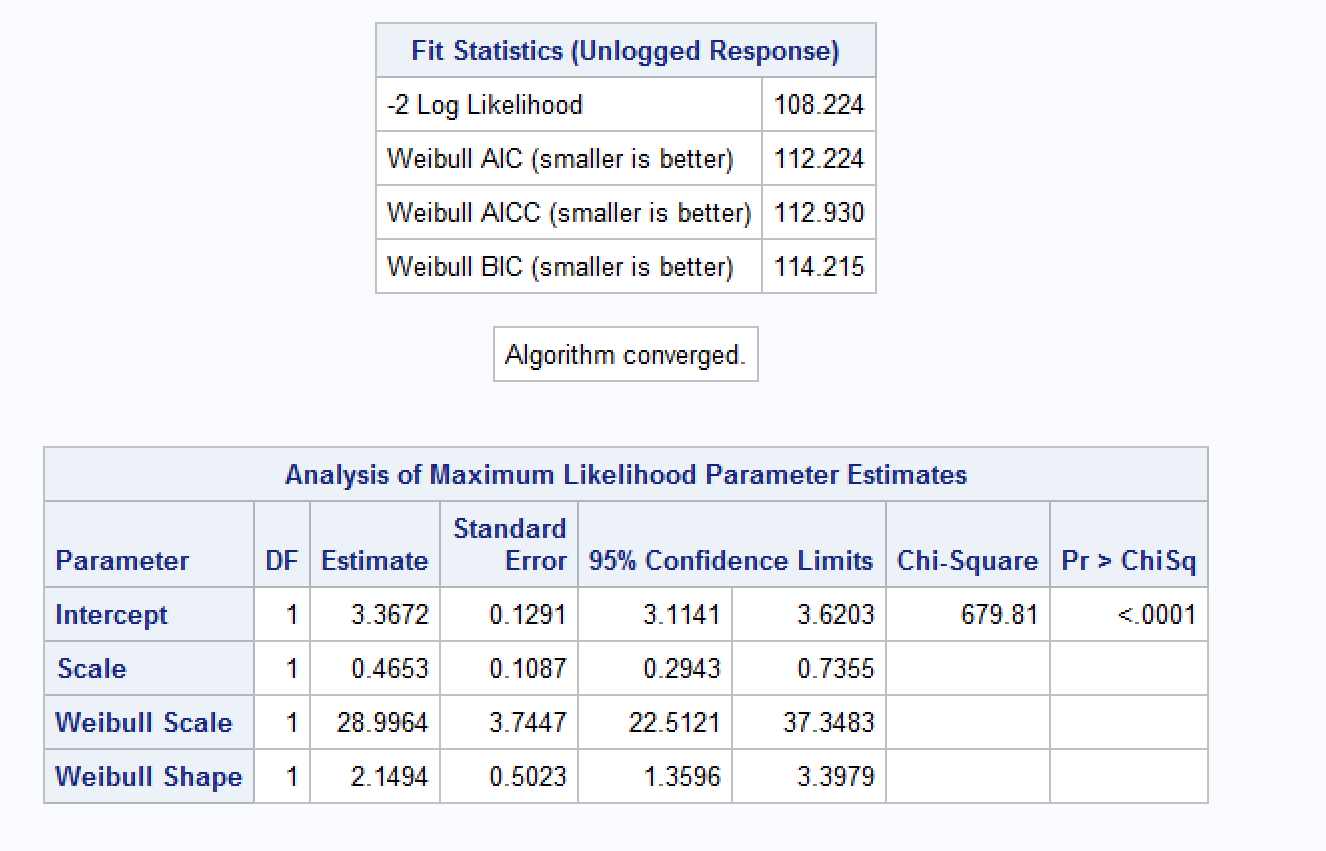 Fit Statistics (Unlogged Response)
-2 Log Likelihood 108.224
Weibull AIC (smaller is better) 112.224
Weibull AICC (smaller is better) 112.930
Weibull BIC (smaller is better) 114.215
Algorithm converged.
Analysis of Maximum Likelihood Parameter Estimates
Standard
Parameter DF Estimate Error 95% Confidence Limits Chi-Square Pr > ChiSq
Intercept 1 3.3672 0.1291 3.1141 3.6203 679.81 <.0001
Scale 1 0.4653 0.1087 0.2943 0.7355
Weibull Scale 1 28.9964 3.7447 22.5121 37.3483
Weibull Shape 1 2.1494 0.5023 1.3596 3.3979